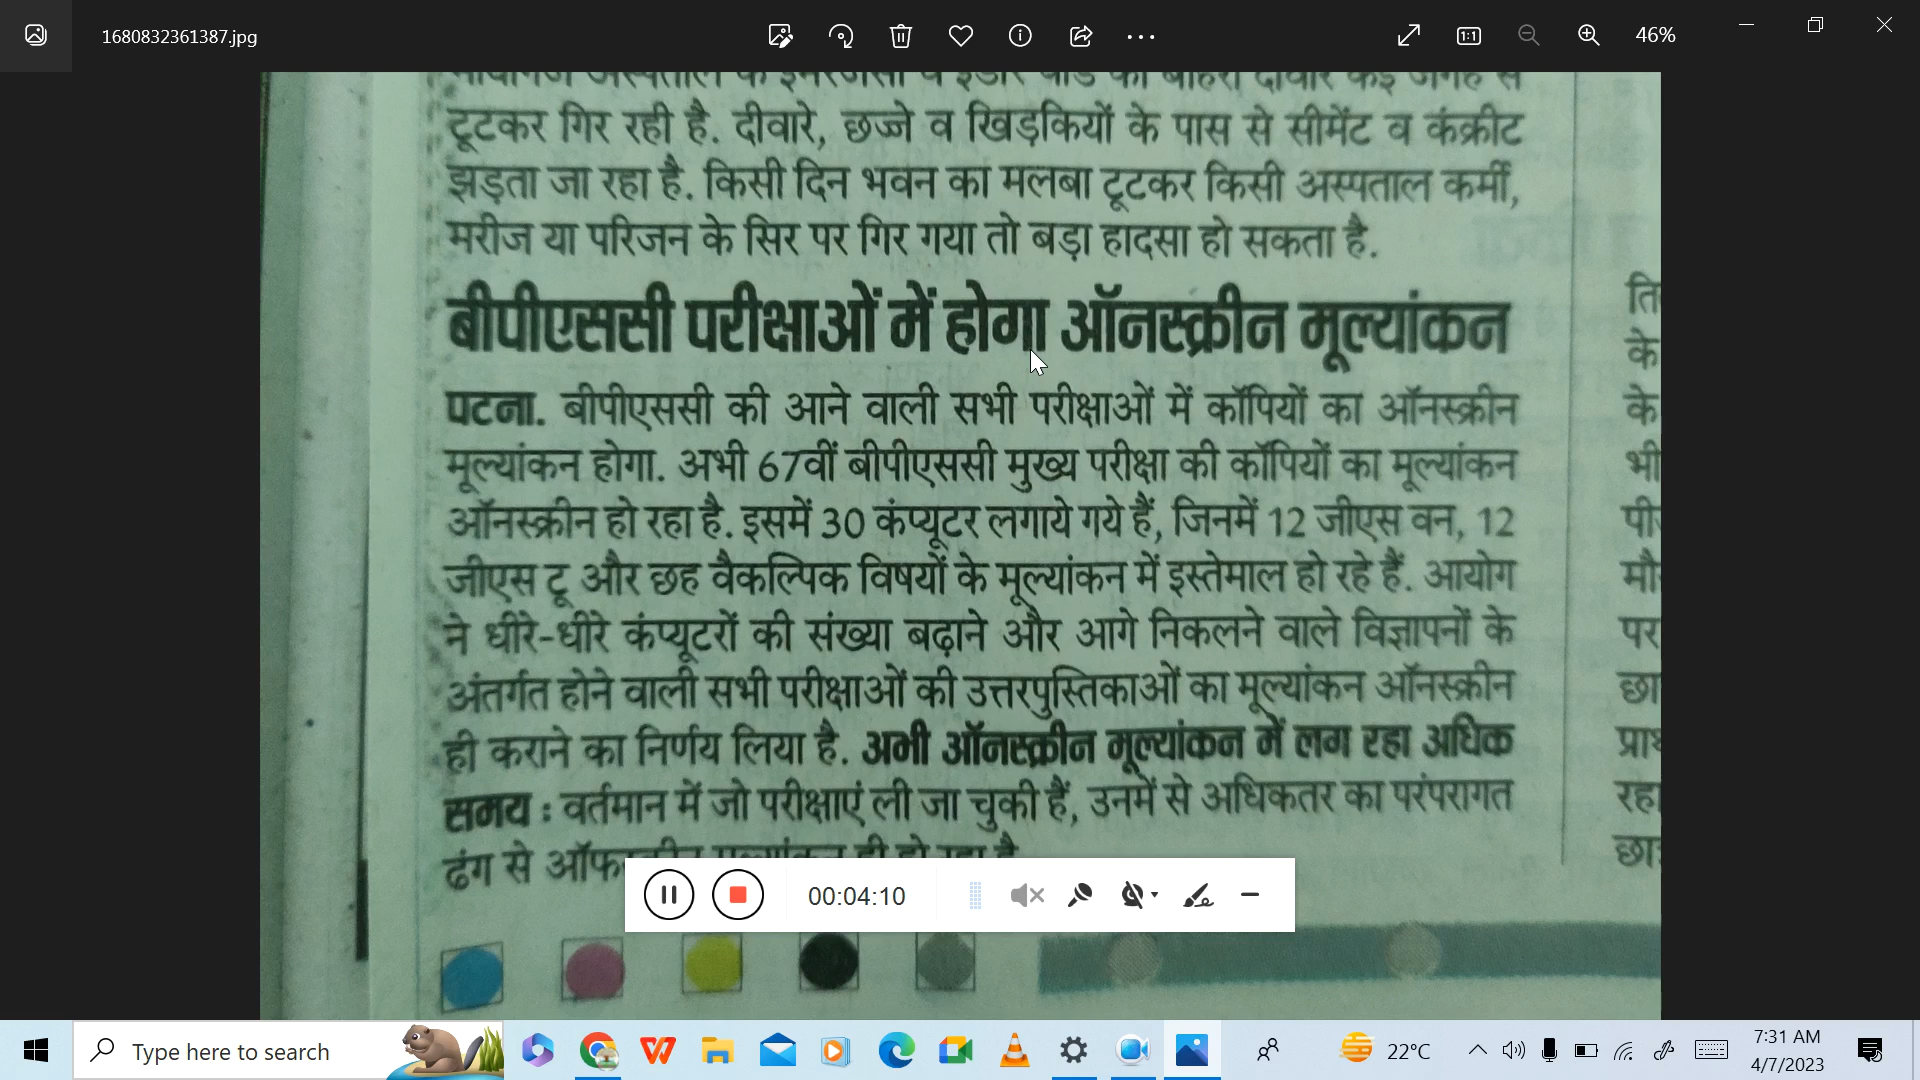 1680832361387.jpg
46%
टूटकर गिर रही है. दीवारे, छज्जे व खिड़कियों के पास से सीमेंट व कंक्रीट
झड़ता जा रहा है. किसी दिन भवन का मलबा टूटकर किसी अस्पताल कर्मी,
मरीज या परिजन के सिर पर गिर गया तो बड़ा हादसा हो सकता है.
बीपीएससी परीक्षाओं में होगा ऑनस्क्रीन मूल्यांकन
पटना. बीपीएससी की आने वाली सभी परीक्षाओं में कॉपियों का ऑनस्क्रीन
मूल्यांकन होगा. अभी 67वीं बीपीएससी मुख्य परीक्षा की कॉपियों का मूल्यांकन
ऑनस्क्रीन हो रहा है. इसमें 30 कंप्यूटर लगाये गये हैं, जिनमें 12 जीएस वन, 12
जीएस टू और छह वैकल्पिक विषयों के मूल्यांकन में इस्तेमाल हो रहे हैं. आयोग
ने धीरे-धीरे कंप्यूटरों की संख्या बढ़ाने और आगे निकलने वाले विज्ञापनों के
अंतर्गत होने वाली सभी परीक्षाओं की उत्तरपुस्तिकाओं का मूल्यांकन ऑनस्क्रीन
ही कराने का निर्णय लिया है. अभी ऑनस्क्रीन मूल्यांकन में लग रहा अधिक
समय : वर्तमान में जो परीक्षाएं ली जा चुकी हैं, उनमें से अधिकतर का परंपरागत
ढंग से
के
के
भी
पर
00:04:10
Type here to search
22°C
7:31 AM
4/7/2023